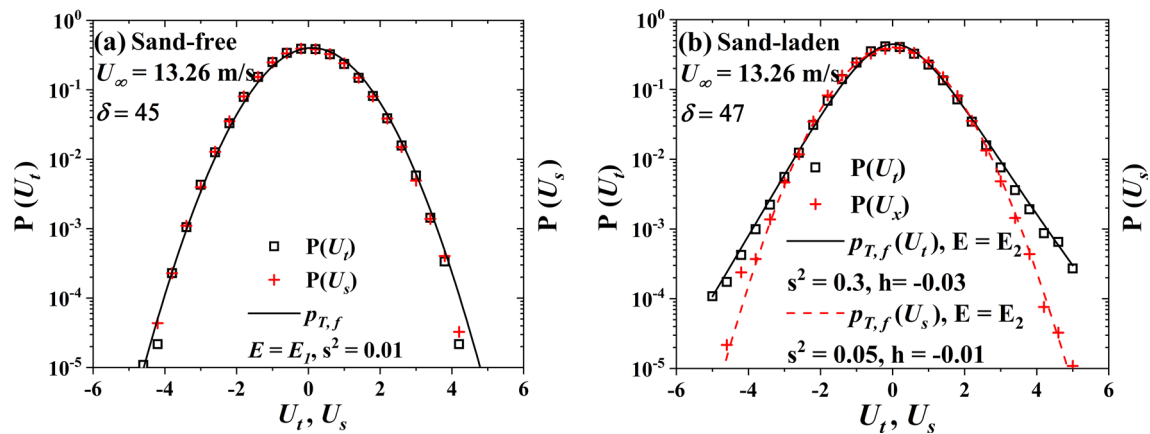 (a) Sand-free
U∞ = 13.26 m/s
δ = 45
P(Ut)
P(Us)
pT,f
E = E1, s² = 0.01
10⁰
10⁻¹
10⁻²
10⁻³
10⁻⁴
10⁻⁵
-6 -4 -2 0 2 4 6
P (Ut)
P (Us)
Ut, Us
(b) Sand-laden
U∞ = 13.26 m/s
δ = 47
P(Ut)
P(Ux)
pT,f(Ut), E = E2
s² = 0.3, h= -0.03
pT,f(Us), E = E2
s² = 0.05, h = -0.01
10⁰
10⁻¹
10⁻²
10⁻³
10⁻⁴
10⁻⁵
-6 -4 -2 0 2 4 6
P (Ut)
P (Us)
Ut, Us